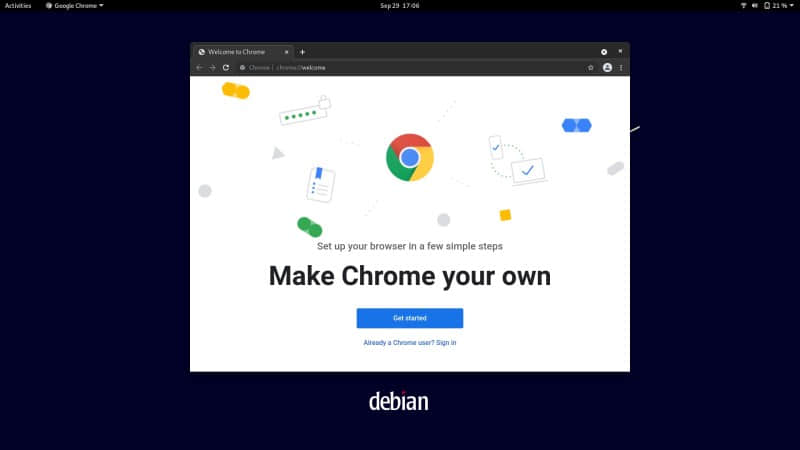 Activities Google Chrome Sep 29 17:06 21 %
Welcome to Chrome
Chrome | chrome://welcome
Set up your browser in a few simple steps
Make Chrome your own
Get started
Already a Chrome user? Sign in
debian